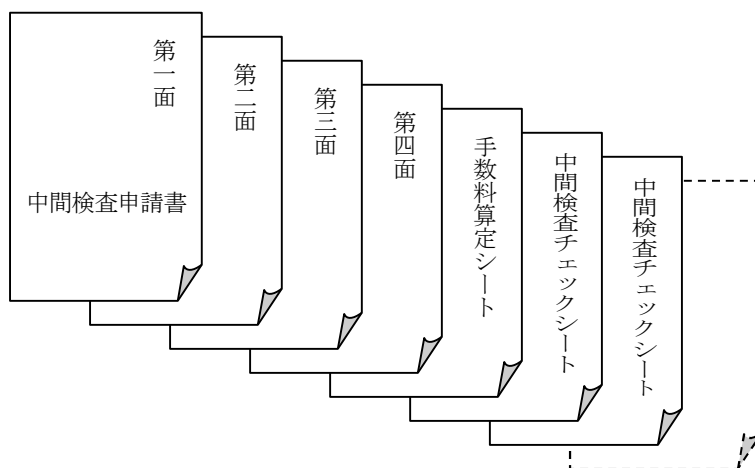 第一面
中間検査申請書
第二面
第三面
第四面
手数料算定シート
中間検査チェックシート
中間検査チェックシート